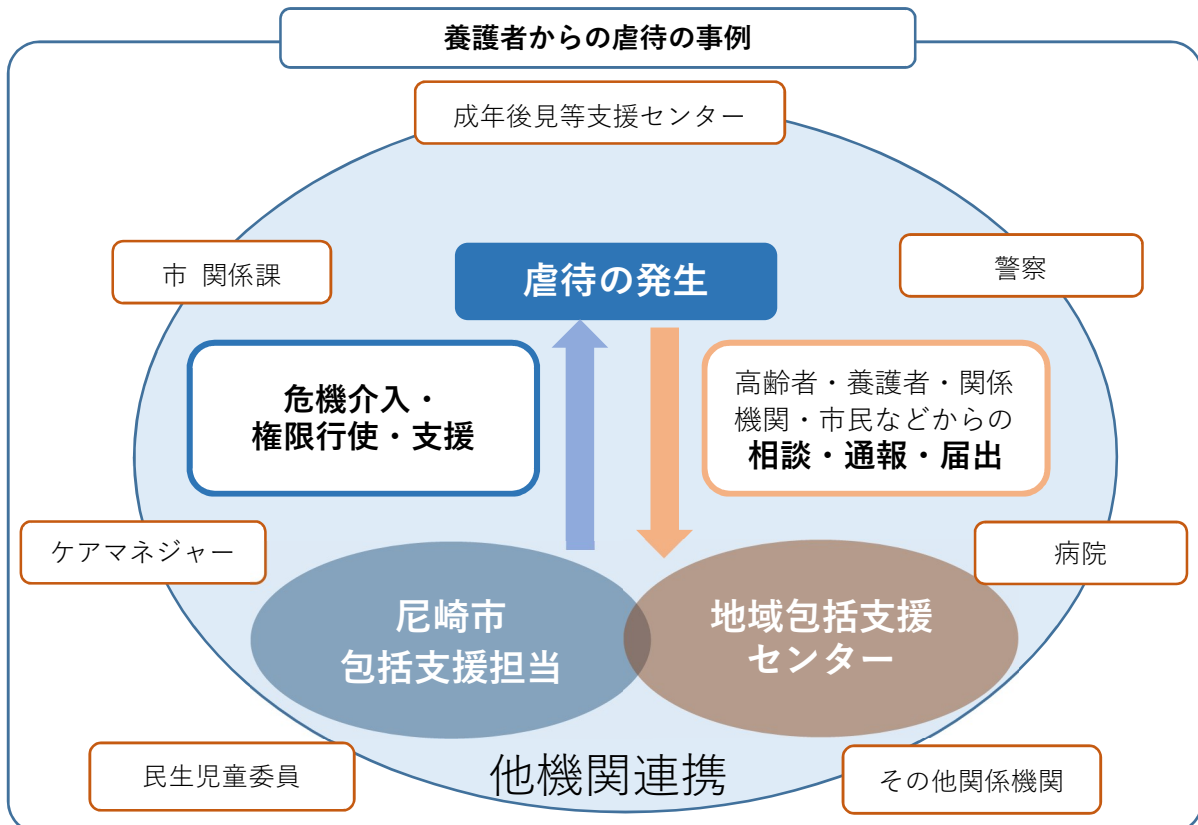 養護者からの虐待の事例
成年後見等支援センター
市 関係課
警察
虐待の発生
危機介入・
権限行使・支援
高齢者・養護者・関係
機関・市民などからの
相談・通報・届出
ケアマネジャー
病院
尼崎市
包括支援担当
地域包括支援
センター
民生児童委員
他機関連携
その他関係機関